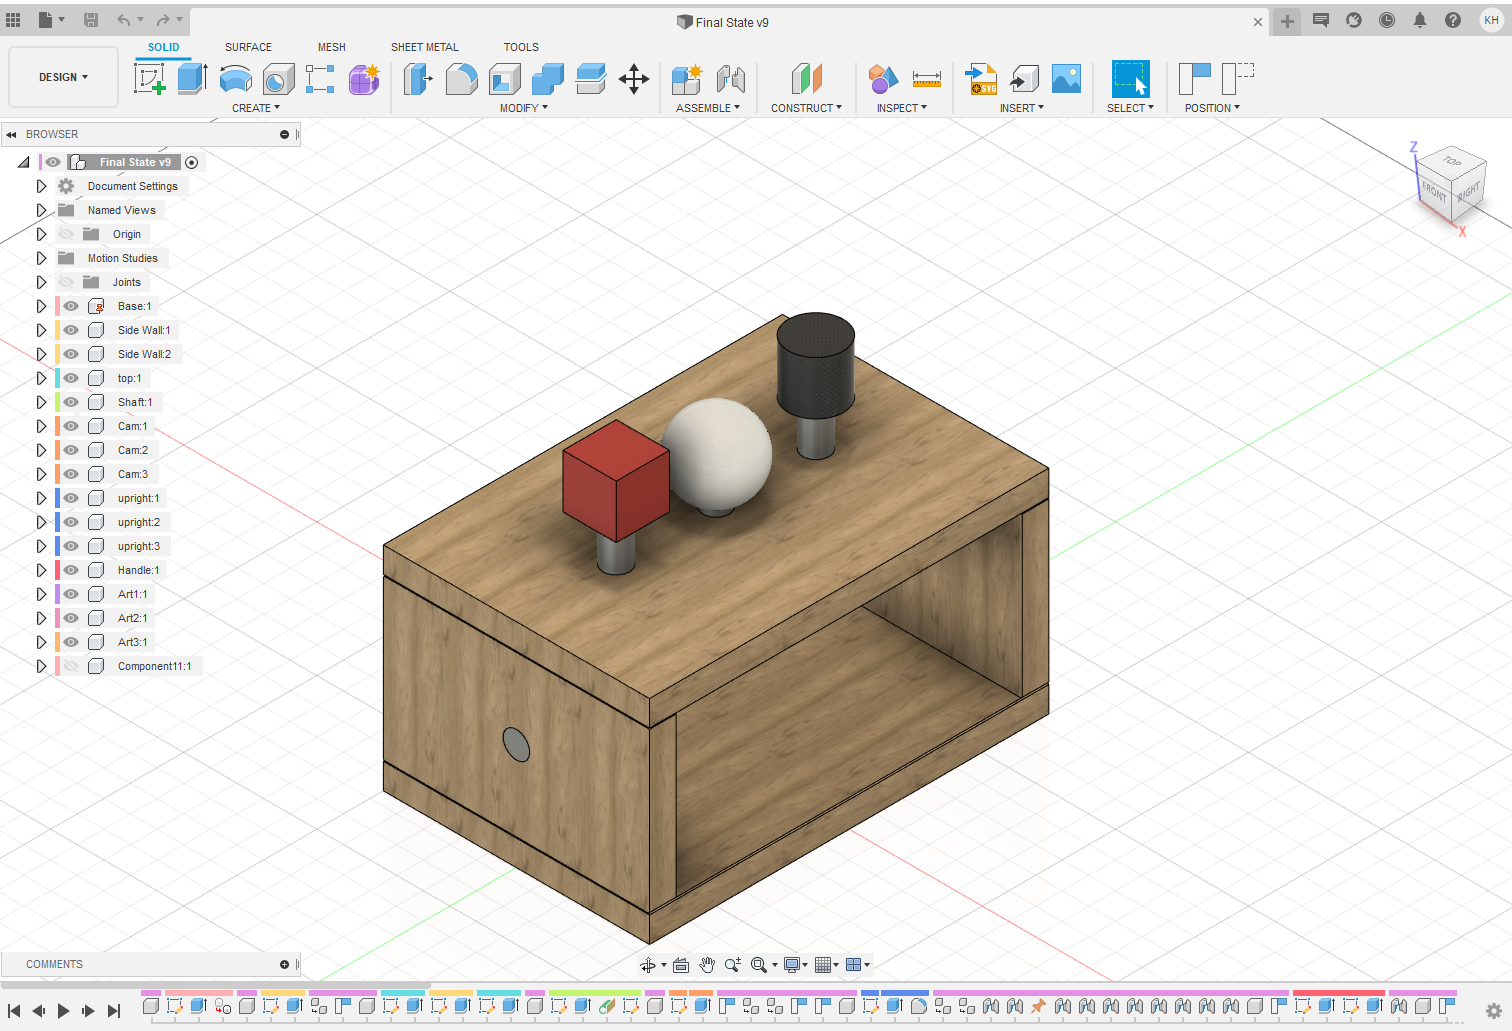 Final State v9
KH
DESIGN
SOLID
SURFACE
MESH
SHEET METAL
TOOLS
CREATE
MODIFY
ASSEMBLE
CONSTRUCT
INSPECT
SVG
INSERT
SELECT
POSITION
BROWSER
Final State v9
Document Settings
Named Views
Origin
Motion Studies
Joints
Base:1
Side Wall:1
Side Wall:2
top:1
Shaft:1
Cam:1
Cam:2
Cam:3
upright:1
upright:2
upright:3
Handle:1
Art1:1
Art2:1
Art3:1
Component11:1
Z
TOP
FRONT
RIGHT
X
COMMENTS